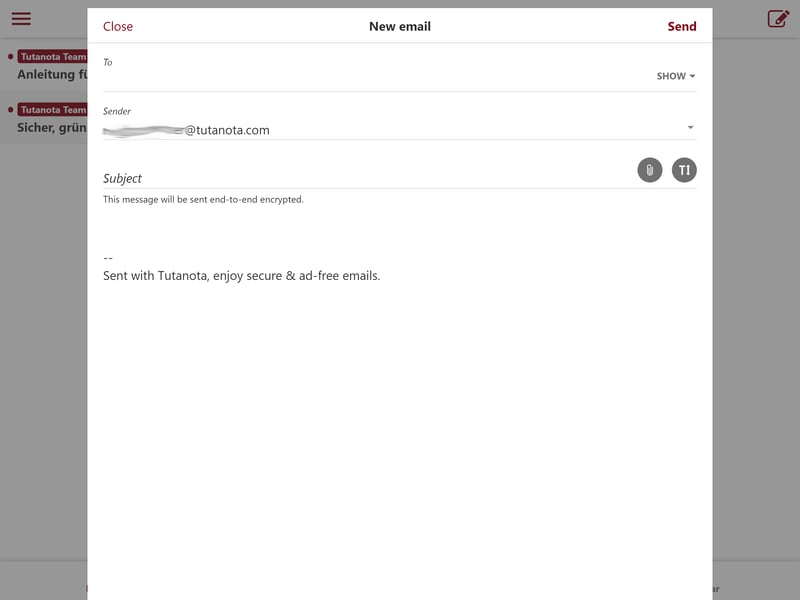 Close
New email
Send
To
SHOW
Sender
@tutanota.com
Subject
This message will be sent end-to-end encrypted.
--
Sent with Tutanota, enjoy secure & ad-free emails.
Tutanota Team
Anleitung fü
Tutanota Team
Sicher, grün
ar